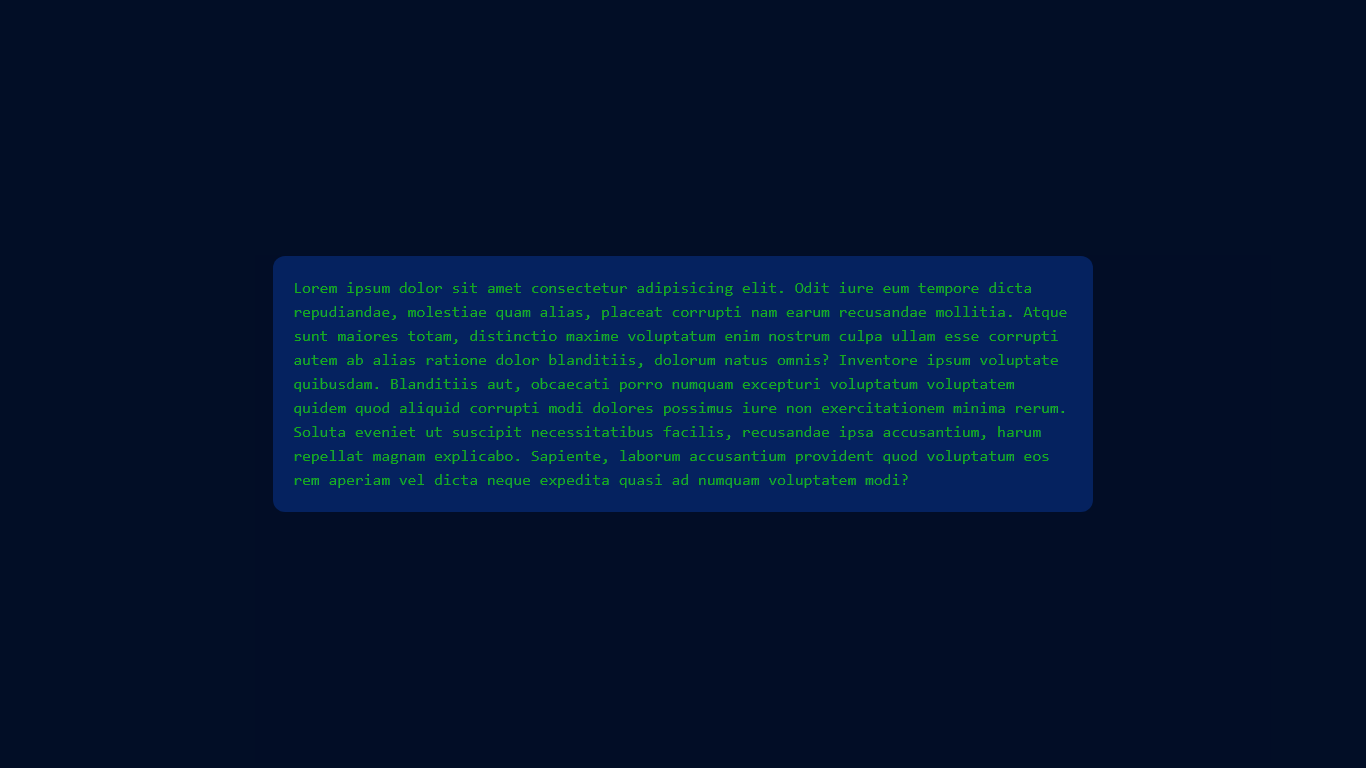 Lorem ipsum dolor sit amet consectetur adipisicing elit. Odit iure eum tempore dicta
repudiandae, molestiae quam alias, placeat corrupti nam earum recusandae mollitia. Atque
sunt maiores totam, distinctio maxime voluptatum enim nostrum culpa ullam esse corrupti
autem ab alias ratione dolor blanditiis, dolorum natus omnis? Inventore ipsum voluptate
quibusdam. Blanditiis aut, obcaecati porro numquam excepturi voluptatum voluptatem
quidem quod aliquid corrupti modi dolores possimus iure non exercitationem minima rerum.
Soluta eveniet ut suscipit necessitatibus facilis, recusandae ipsa accusantium, harum
repellat magnam explicabo. Sapiente, laborum accusantium provident quod voluptatum eos
rem aperiam vel dicta neque expedita quasi ad numquam voluptatem modi?